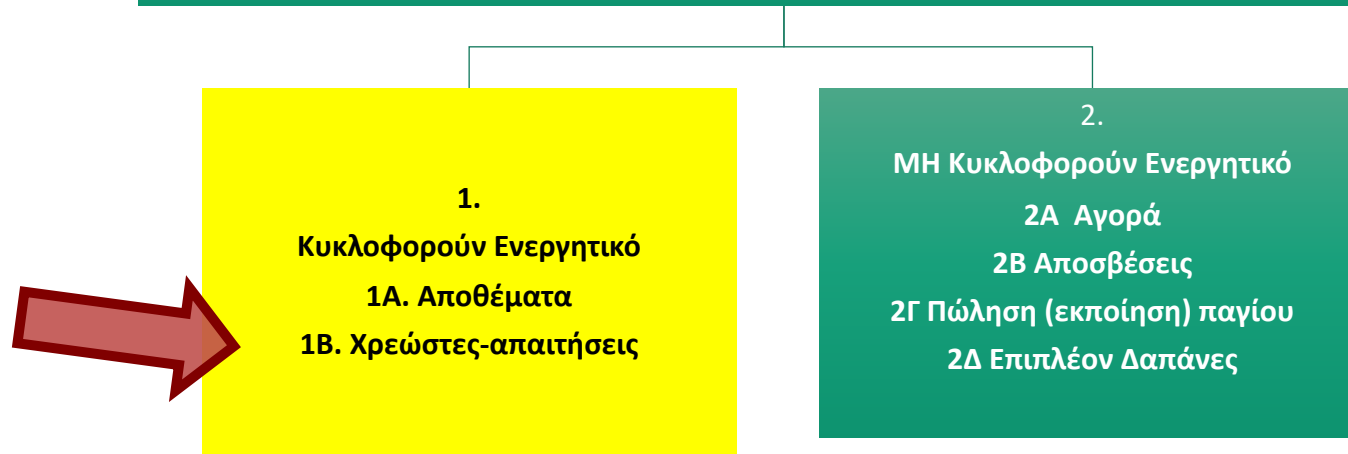 1.
Κυκλοφορούν Ενεργητικό
1Α. Αποθέματα
1Β. Χρεώστες-απαιτήσεις
2.
ΜΗ Κυκλοφορούν Ενεργητικό
2Α Αγορά
2Β Αποσβέσεις
2Γ Πώληση (εκποίηση) παγίου
2Δ Επιπλέον Δαπάνες